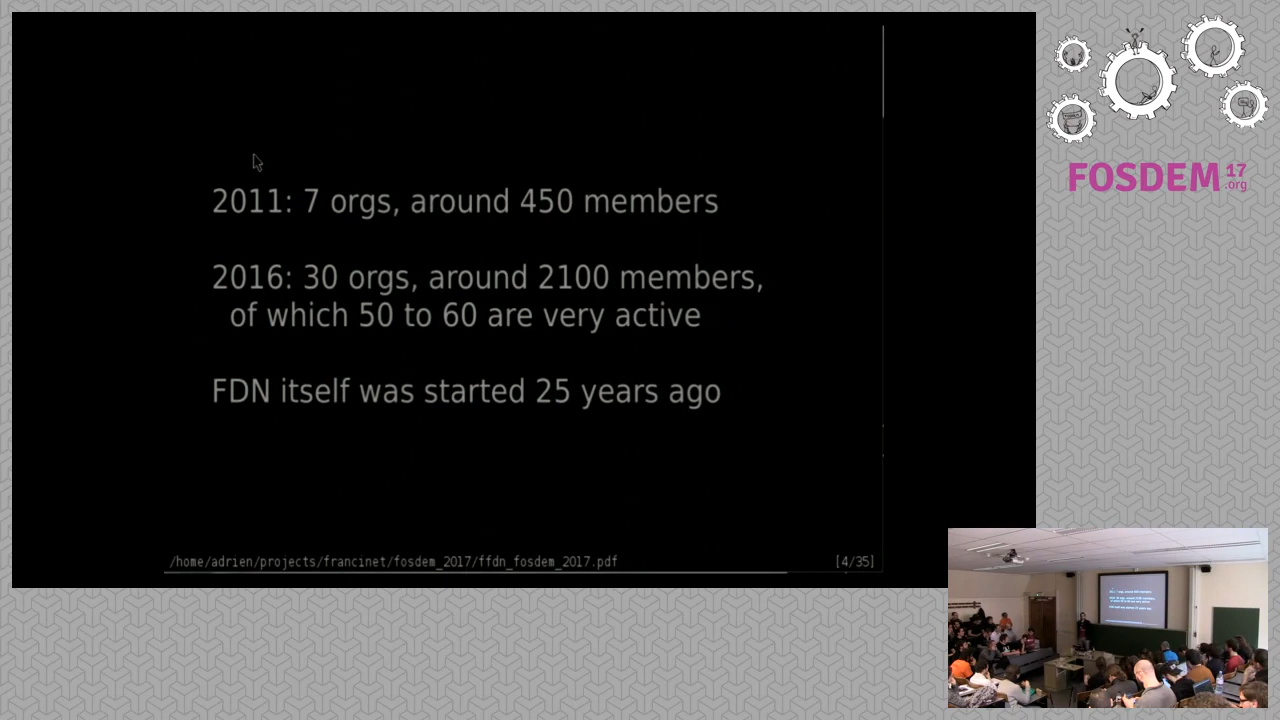 2011: 7 orgs, around 450 members
2016: 30 orgs, around 2100 members,
of which 50 to 60 are very active
FDN itself was started 25 years ago
/home/adrien/projects/francinet/fosdem_2017/ffdn_fosdem_2017.pdf [4/35]
FOSDEM 17
.org